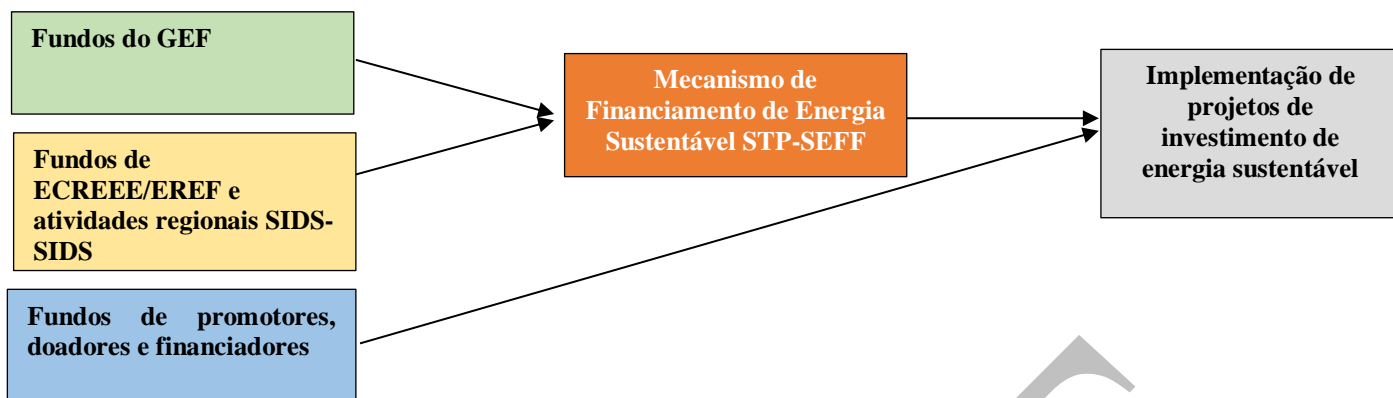 Fundos do GEF
Fundos de
ECREEE/EREF e
atividades regionais SIDS-
SIDS
Fundos de promotores,
doadores e financiadores
Mecanismo de
Financiamento de Energia
Sustentável STP-SEFF
Implementação de
projetos de
investimento de
energia sustentável